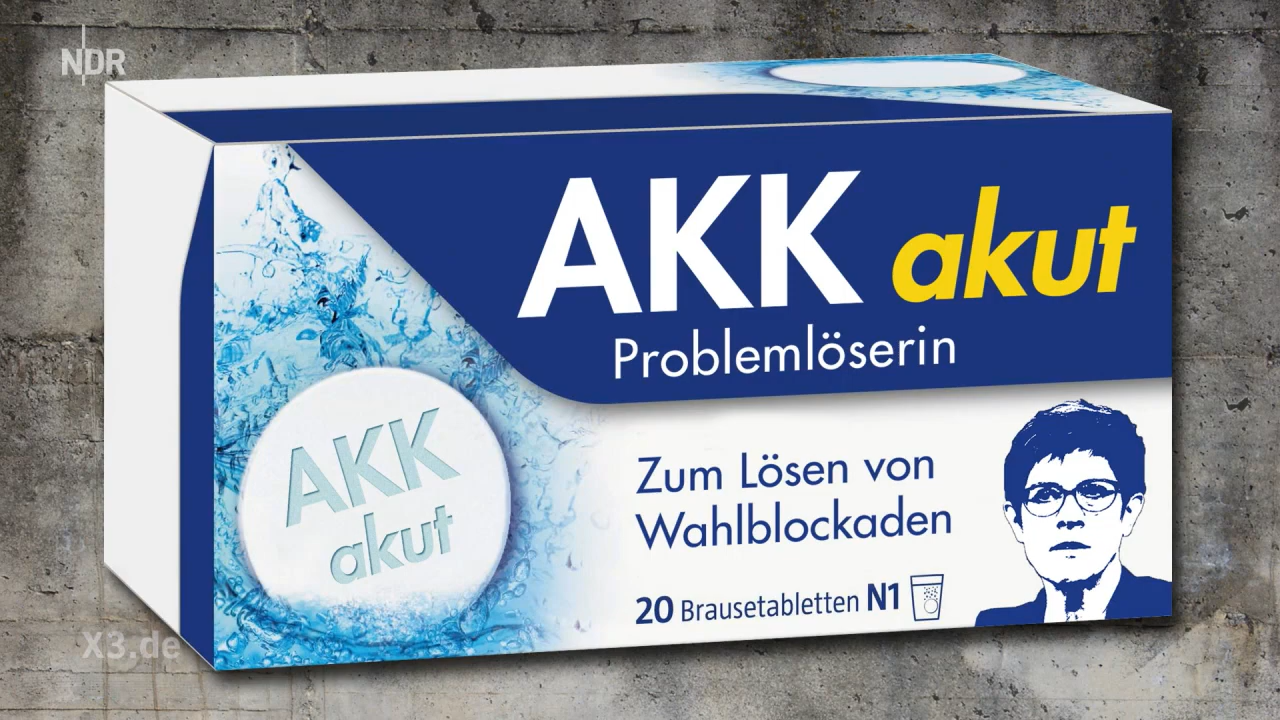 NDR
AKK akut
Problemlöserin
AKK
akut
Zum Lösen von
Wahlblockaden
20 Brausetabletten N1
X3.de